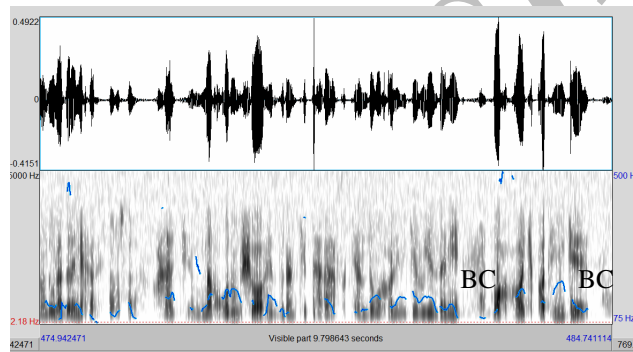 0.4922
0
-0.4151
5000 Hz
500 H
BC BC
2.18 Hz
75 Hz
474.942471 Visible part 9.798643 seconds 484.741114
42471 769